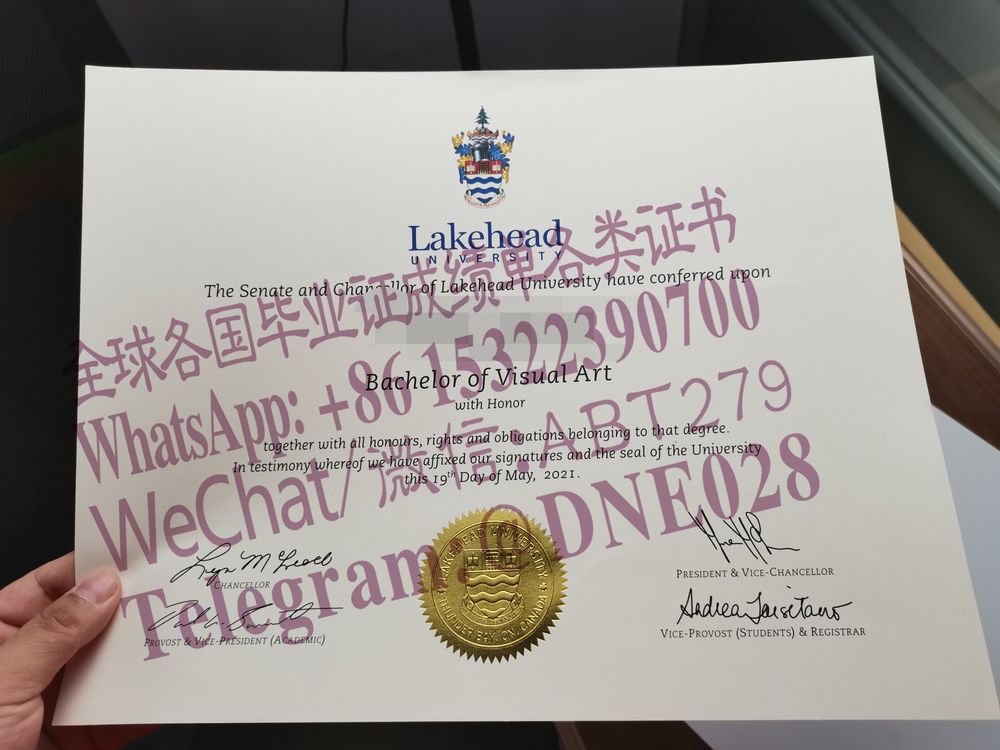 Lakehead
UNIVERSITY
The Senate and Chancellor of Lakehead University have conferred upon
Bachelor of Visual Art
with Honor
together with all honours, rights and obligations belonging to that degree.
In testimony whereof we have affixed our signatures and the seal of the University
this 19th Day of May, 2021.
全球各国毕业证成绩单各类证书
WhatsApp: +86 15322390700
WeChat/微信:ABT279
Telegram:@DNE028
LAKEHEAD UNIVERSITY
THUNDER BAY, ON, CANADA
CHANCELLOR
PROVOST & VICE-PRESIDENT (ACADEMIC)
PRESIDENT & VICE-CHANCELLOR
Andrea Tarsitano
VICE-PROVOST (STUDENTS) & REGISTRAR